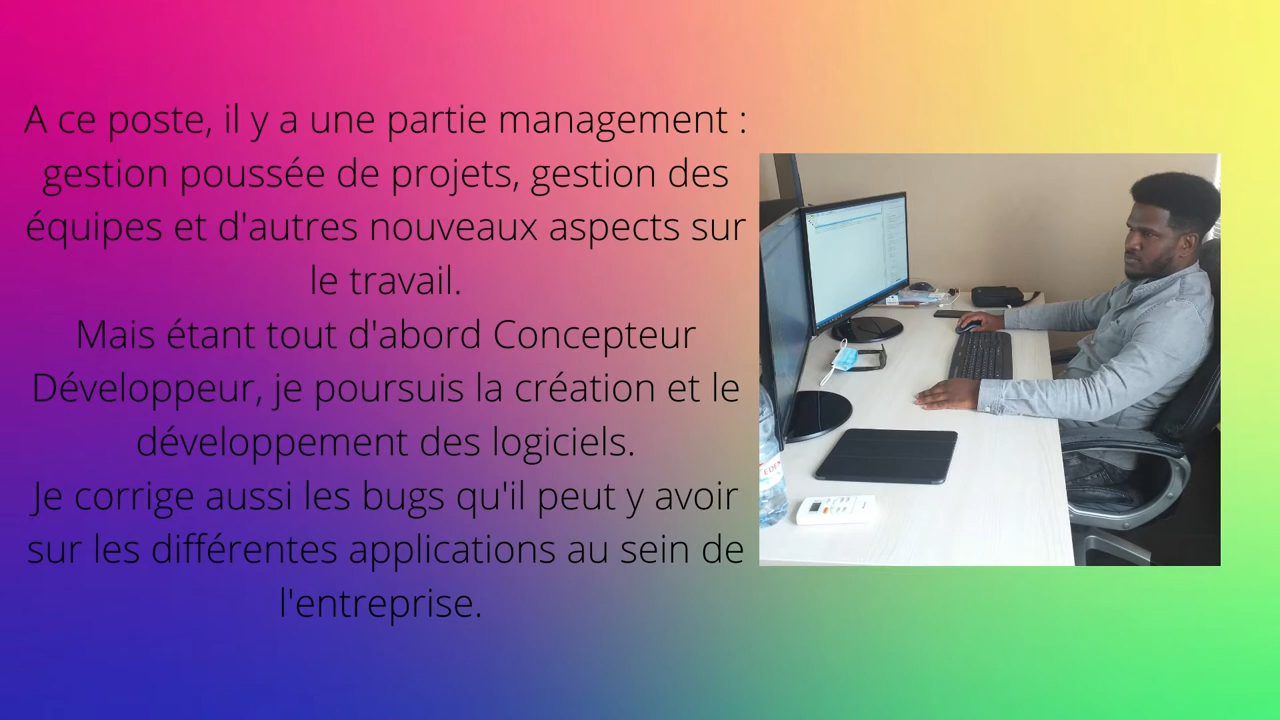 A ce poste, il y a une partie management :
gestion poussée de projets, gestion des
équipes et d'autres nouveaux aspects sur
le travail.
Mais étant tout d'abord Concepteur
Développeur, je poursuis la création et le
développement des logiciels.
Je corrige aussi les bugs qu'il peut y avoir
sur les différentes applications au sein de
l'entreprise.